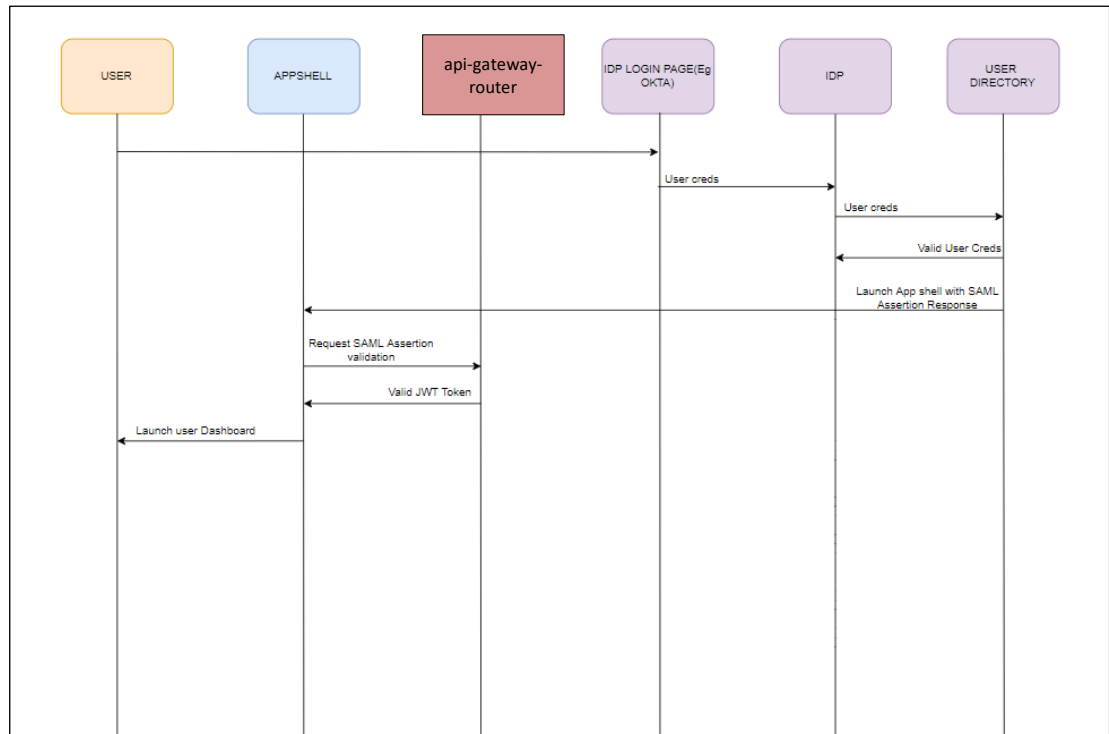 USER
APPSHELL
api-gateway-
router
IDP LOGIN PAGE(Eg
OKTA)
IDP
USER
DIRECTORY
User creds
User creds
Valid User Creds
Launch App shell with SAML
Assertion Response
Request SAML Assertion
validation
Valid JWT Token
Launch user Dashboard